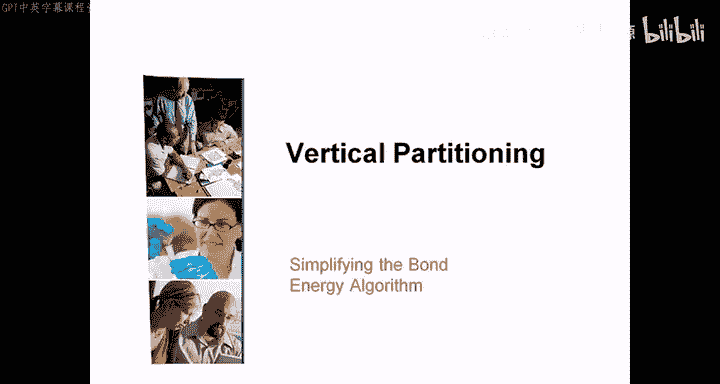 GPT中英字幕课程
bilibili
Vertical Partitioning
Simplifying the Bond
Energy Algorithm